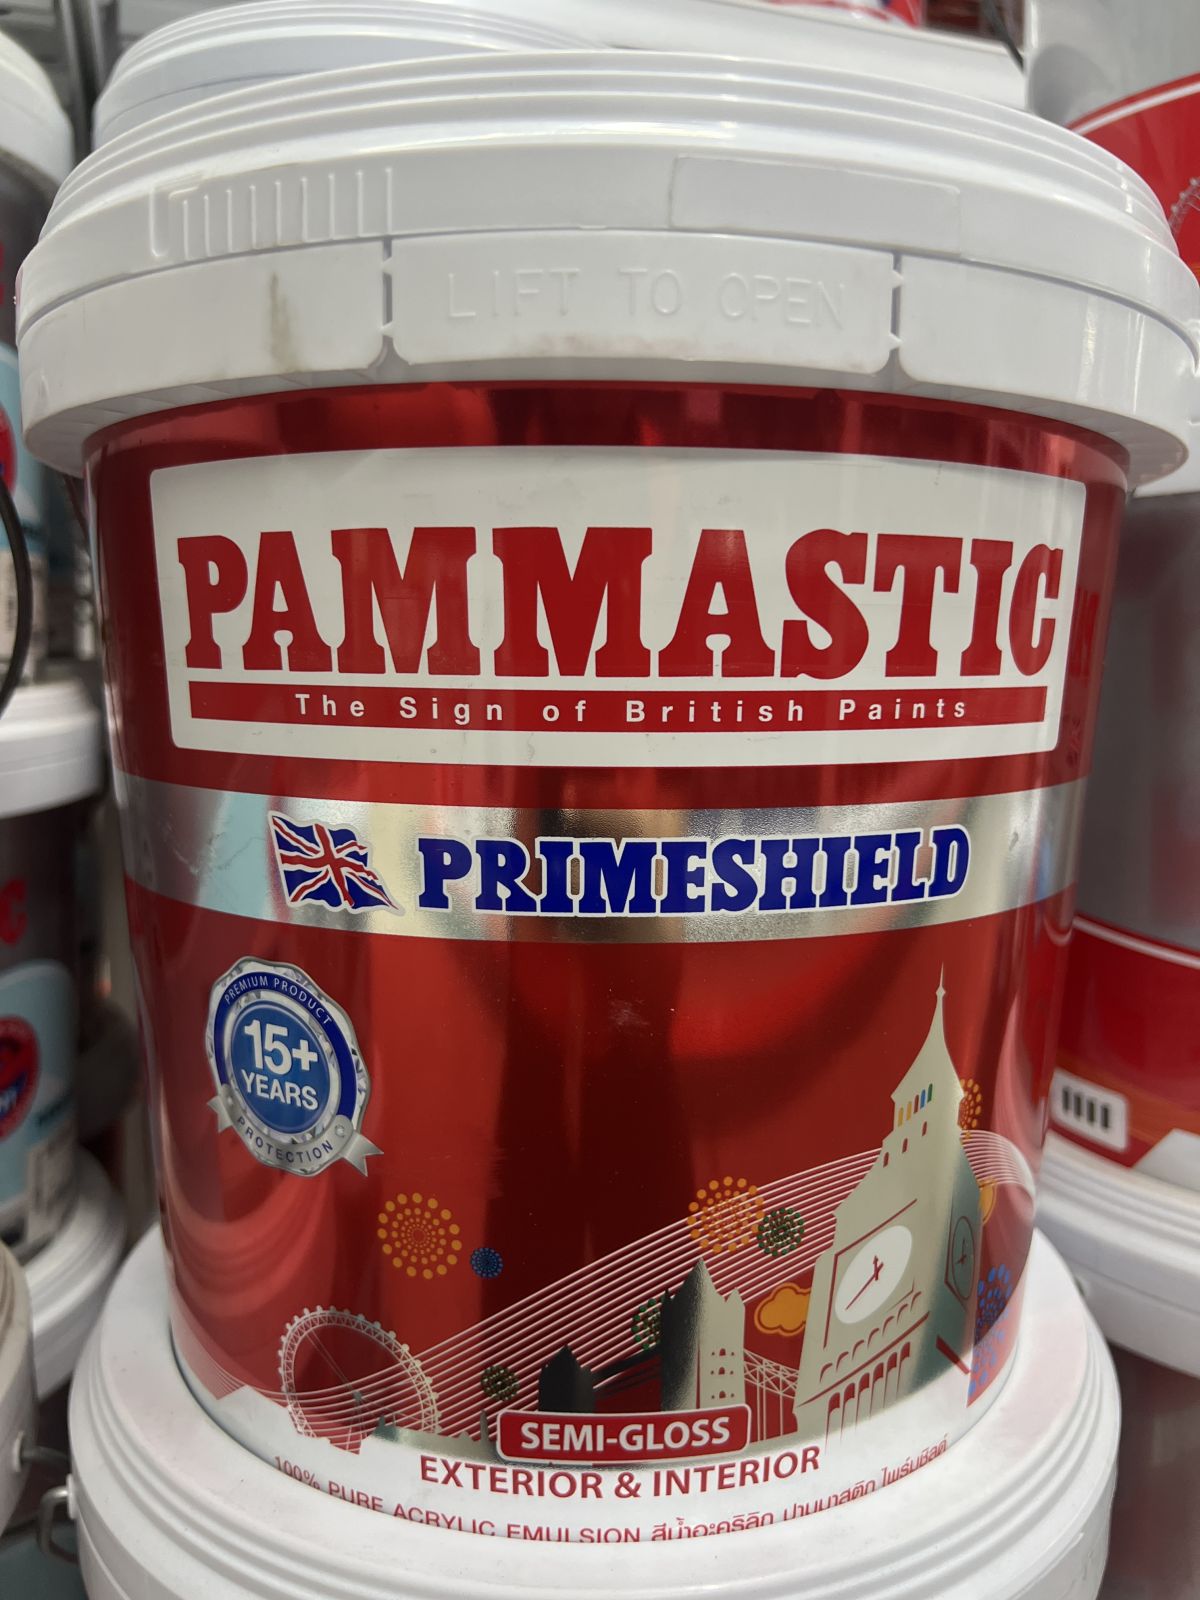 LIFT TO OPEN
PAMMASTIC
The Sign of British Paints
PRIMESHIELD
PREMIUM PRODUCT
15+
YEARS
PROTECTION
SEMI-GLOSS
EXTERIOR & INTERIOR
100% PURE ACRYLIC EMULSION สีน้ำอะคริลิก ปามมาสติก ไพร์มชิลด์